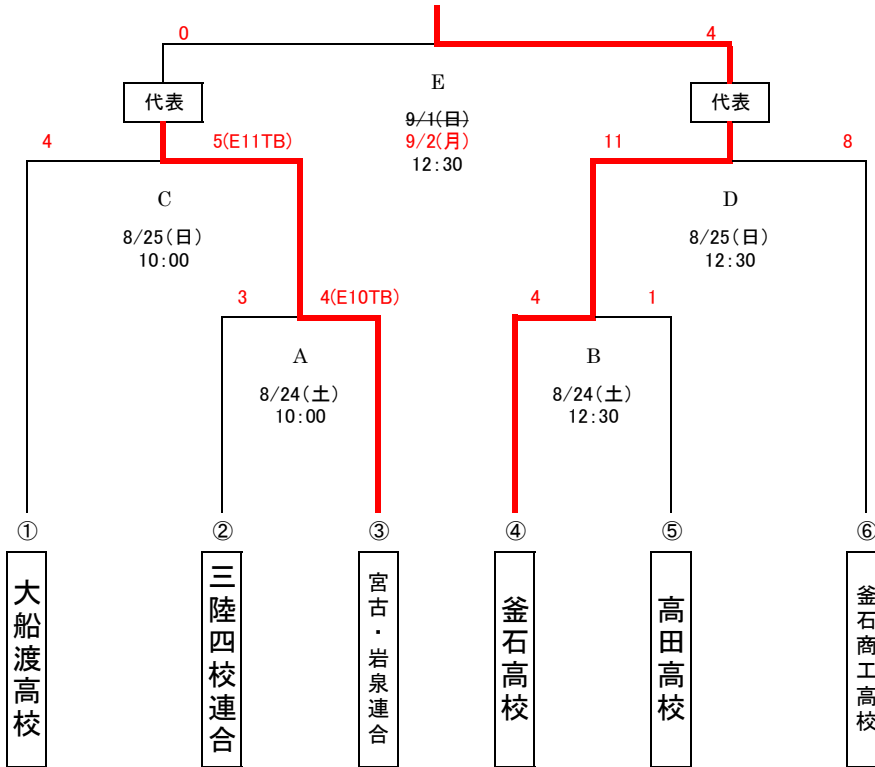 0
4
E
代表
代表
9/1(日)
9/2(月)
12:30
4
5(E11TB)
11
8
C
D
8/25(日)
10:00
8/25(日)
12:30
3
4(E10TB)
4
1
A
B
8/24(土)
10:00
8/24(土)
12:30
①
②
③
④
⑤
⑥
大船渡高校
三陸四校連合
宮古・岩泉連合
釜石高校
高田高校
釜石商工高校